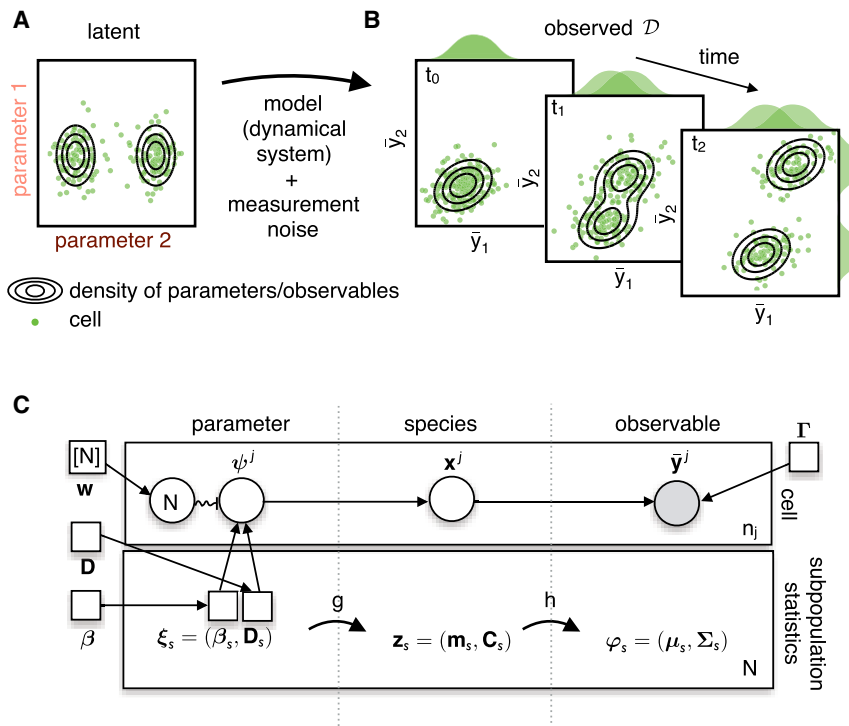 A
latent
parameter 1
parameter 2
model
(dynamical
system)
+
measurement
noise
density of parameters/observables
cell
B
observed 𝒟
time
t₀
ȳ₂
ȳ₁
t₁
ȳ₂
ȳ₁
t₂
ȳ₂
ȳ₁
C
parameter species observable
[N]
w
N
ψʲ
xʲ
ȳʲ
Γ
cell
nⱼ
D
β
ξₛ = (βₛ, Dₛ)
g
zₛ = (mₛ, Cₛ)
h
φₛ = (μₛ, Σₛ)
N
subpopulation
statistics